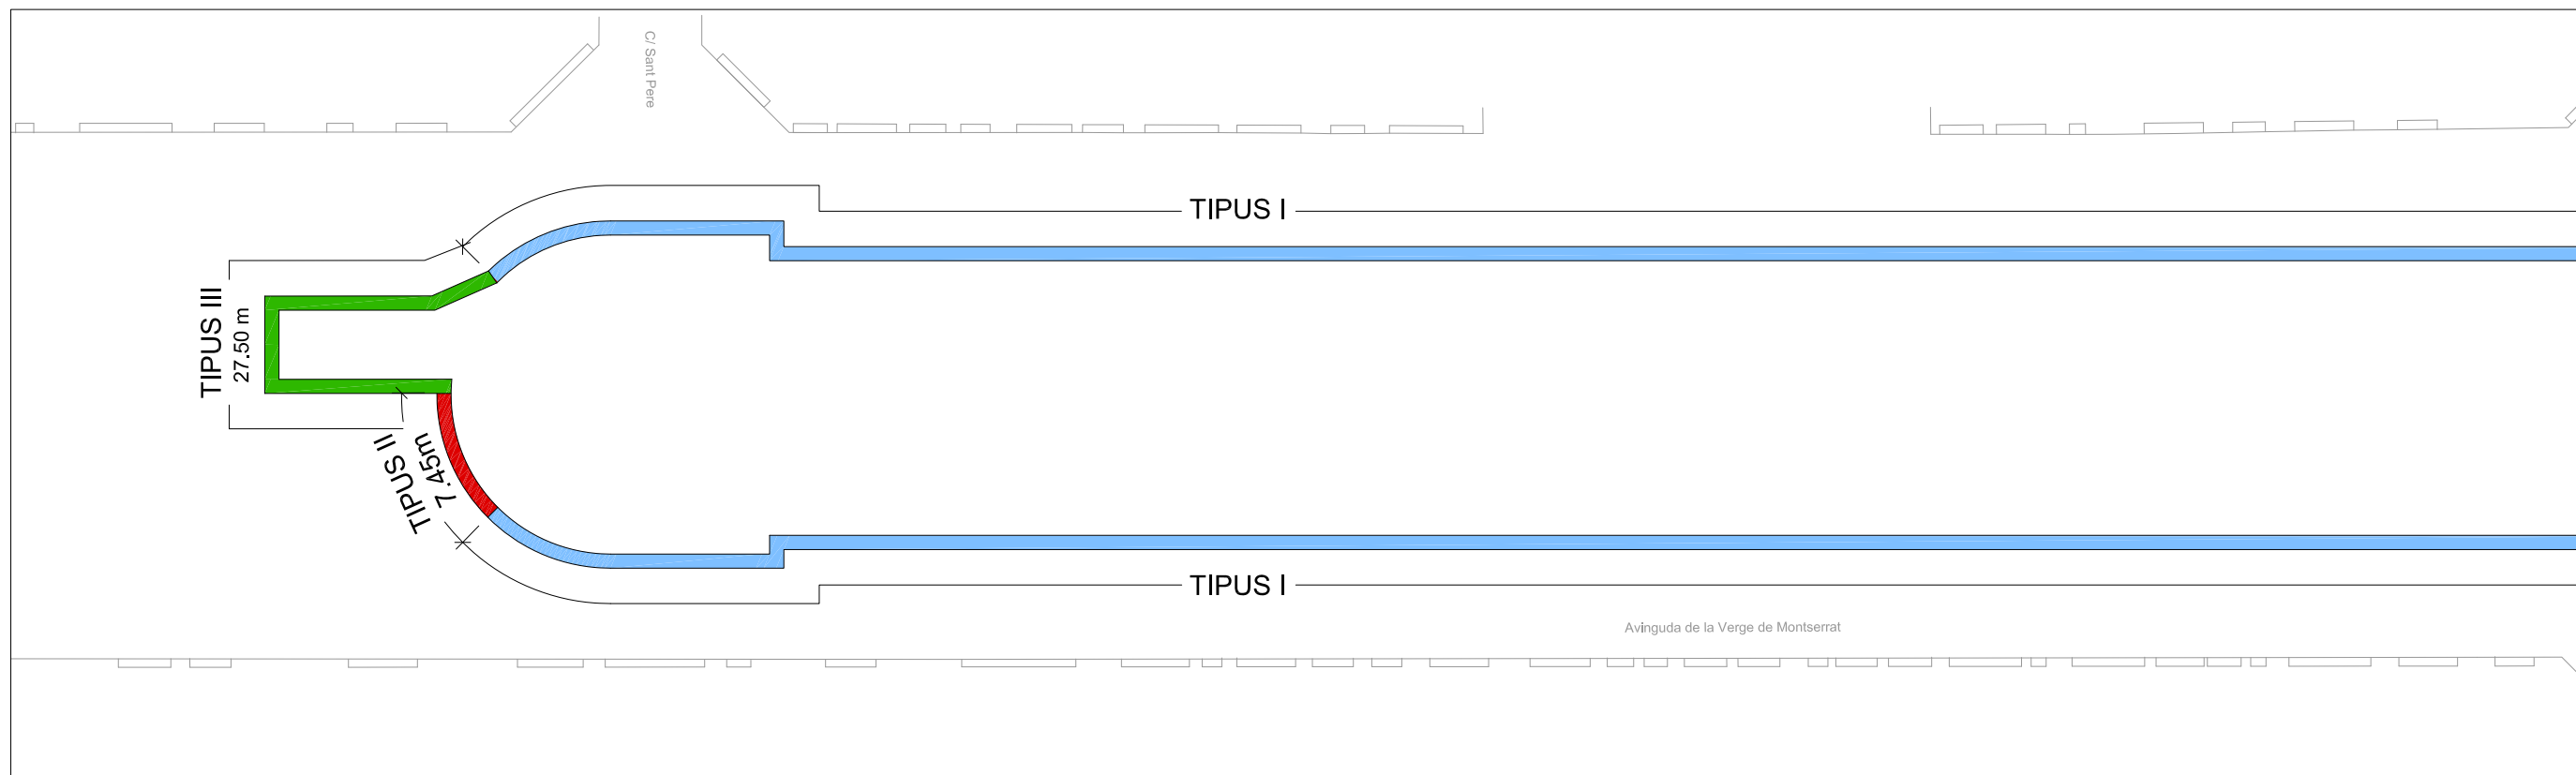 C/ Sant Pere
TIPUS I
TIPUS III
27.50 m
TIPUS II
7.45m
TIPUS I
Avinguda de la Verge de Montserrat